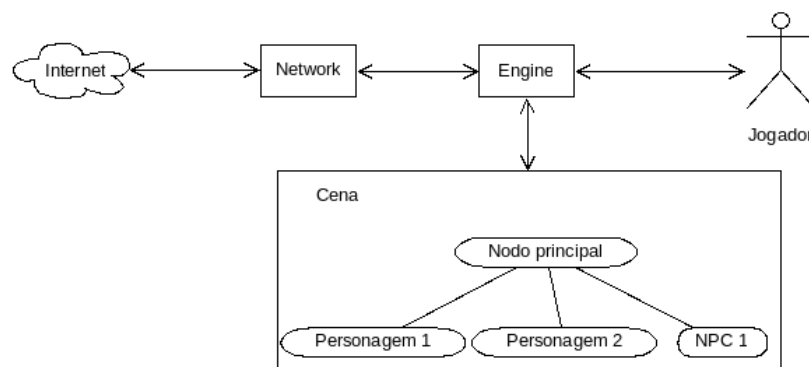 Internet
Network
Engine
Jogador
Cena
Nodo principal
Personagem 1
Personagem 2
NPC 1